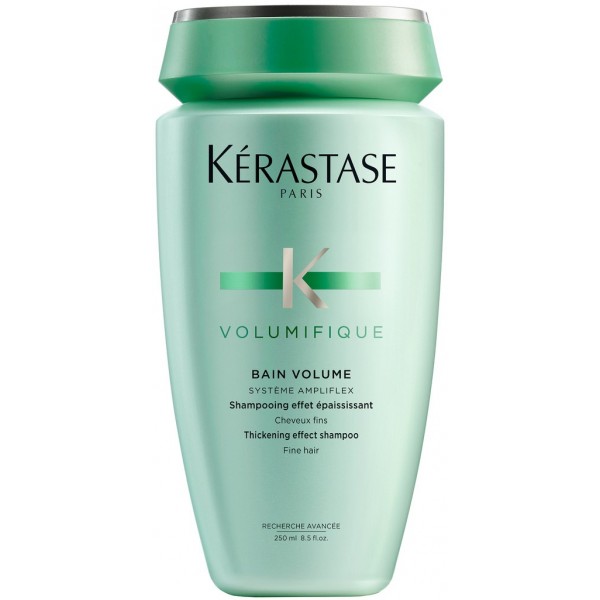 KÉRASTASE
PARIS
K
VOLUMIFIQUE
BAIN VOLUME
SYSTÈME AMPLIFLEX
Shampooing effet épaississant
Cheveux fins
Thickening effect shampoo
Fine hair
RECHERCHE AVANCÉE
250 ml 8.5 fl.oz.